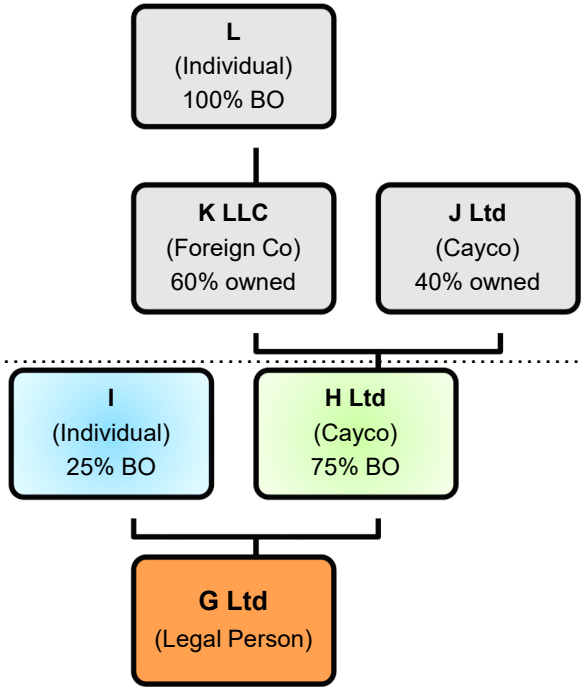 L
(Individual)
100% BO
K LLC
(Foreign Co)
60% owned
J Ltd
(Cayco)
40% owned
I
(Individual)
25% BO
H Ltd
(Cayco)
75% BO
G Ltd
(Legal Person)